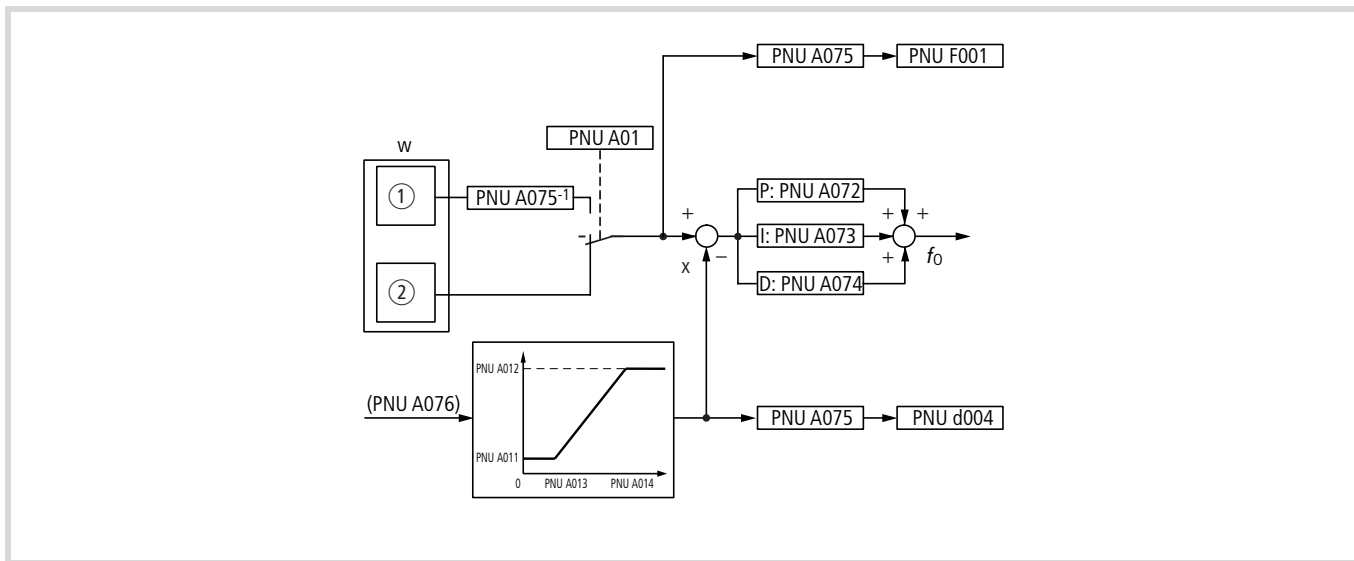 PNU A075
PNU F001
PNU A01
w
①
PNU A075-1
P: PNU A072
+
+
+
I: PNU A073
x
−
+
fO
②
D: PNU A074
PNU A012
(PNU A076)
PNU A075
PNU d004
PNU A011
0
PNU A013
PNU A014